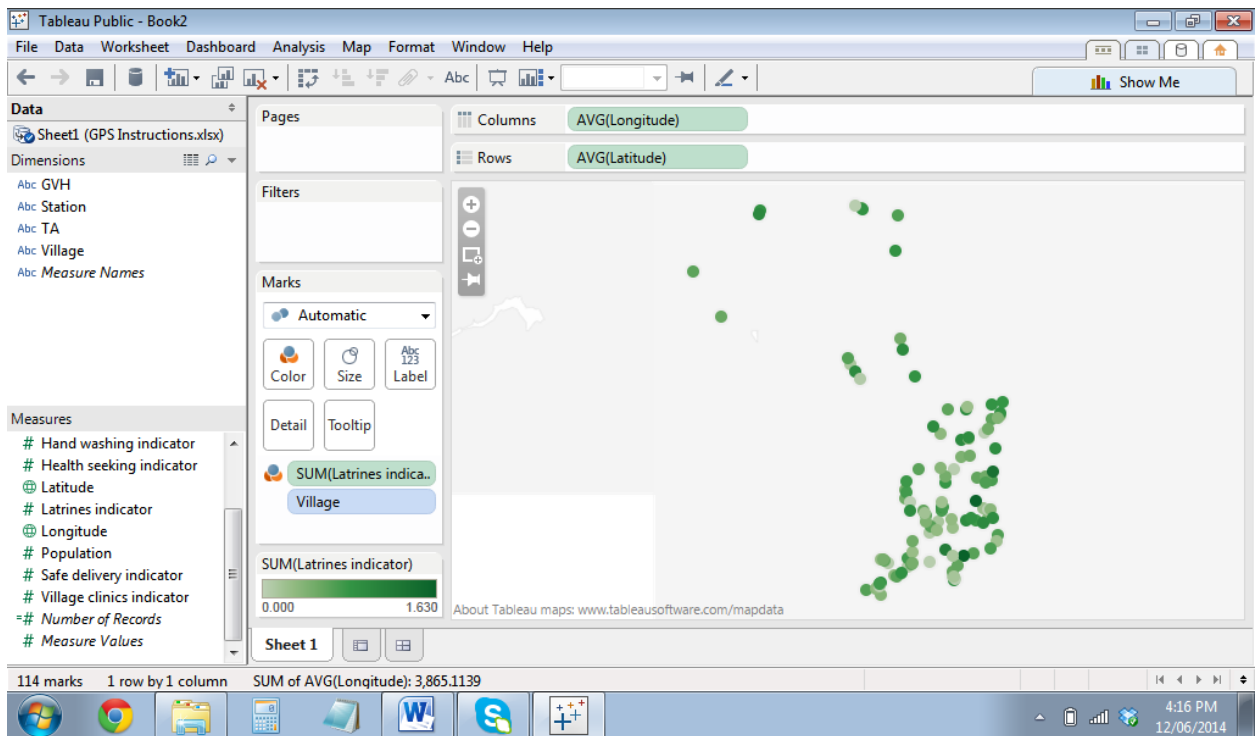 Tableau Public - Book2
File Data Worksheet Dashboard Analysis Map Format Window Help
Abc
Show Me
Data
Sheet1 (GPS Instructions.xlsx)
Dimensions
Abc GVH
Abc Station
Abc TA
Abc Village
Abc Measure Names
Measures
# Hand washing indicator
# Health seeking indicator
Latitude
# Latrines indicator
Longitude
# Population
# Safe delivery indicator
# Village clinics indicator
=# Number of Records
# Measure Values
Pages
Filters
Marks
Automatic
Color
Size
Abc
123
Label
Detail
Tooltip
SUM(Latrines indica..
Village
SUM(Latrines indicator)
0.000 1.630
Columns AVG(Longitude)
Rows AVG(Latitude)
About Tableau maps: www.tableausoftware.com/mapdata
Sheet 1
114 marks 1 row by 1 column SUM of AVG(Longitude): 3,865.1139
W
S
4:16 PM
12/06/2014